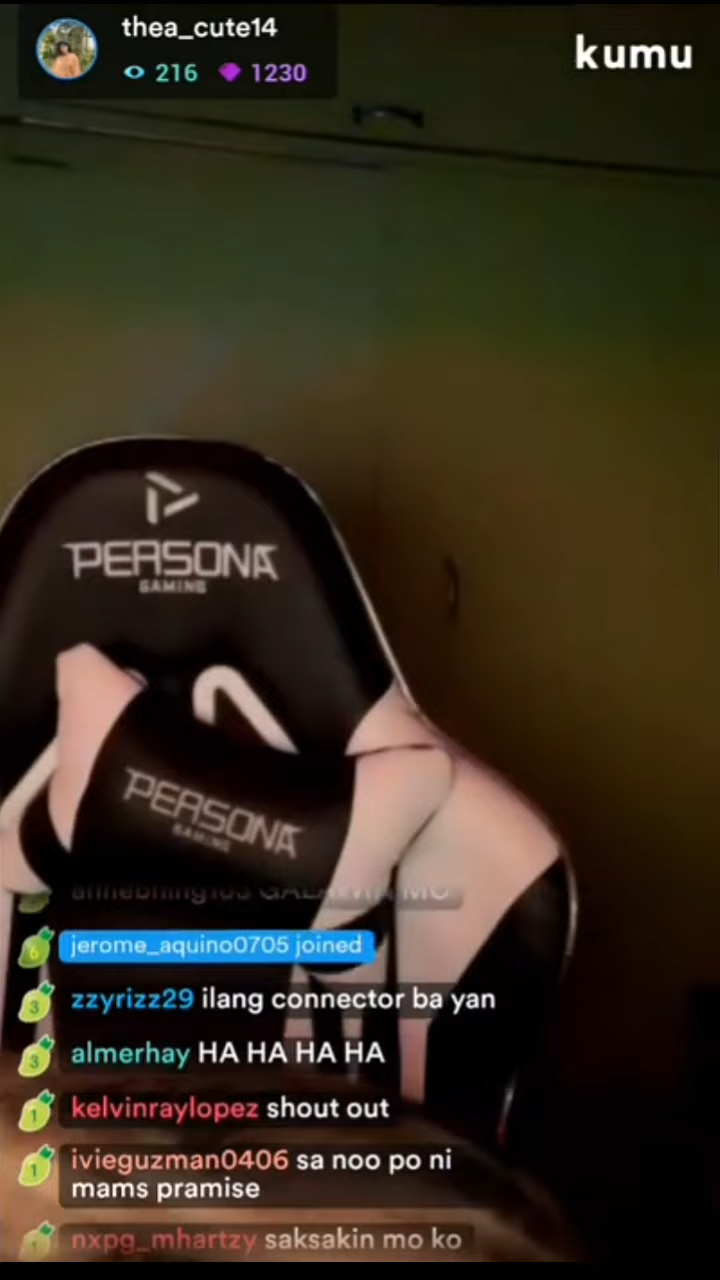 thea_cute14
kumu
216 1230
PERSONA
GAMING
PERSONA
GAMING
jerome_aquino0705 joined
zzyrizz29 ilang connector ba yan
almerhay HA HA HA HA
kelvinraylopez shout out
ivieguzman0406 sa noo po ni
mams pramise
nxpg_mhartzy saksakin mo ko